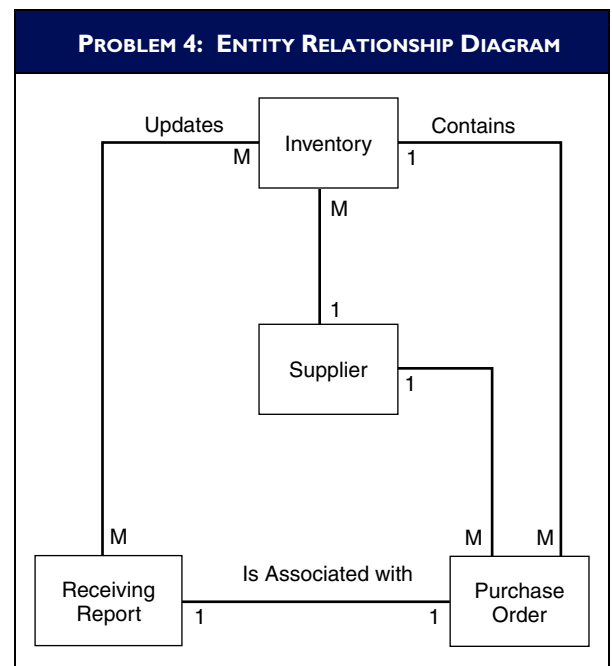 PROBLEM 4: ENTITY RELATIONSHIP DIAGRAM
Updates
Inventory
Contains
M
1
M
1
Supplier
1
M
M
M
Receiving
Report
Is Associated with
Purchase
Order
1
1